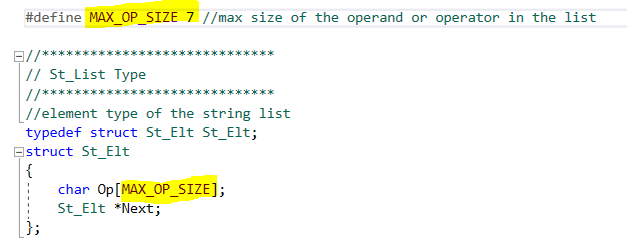 #define MAX_OP_SIZE 7 //max size of the operand or operator in the list
//*****************************
// St_List Type
//*****************************
//element type of the string list
typedef struct St_Elt St_Elt;
struct St_Elt
{
char Op[MAX_OP_SIZE];
St_Elt *Next;
};